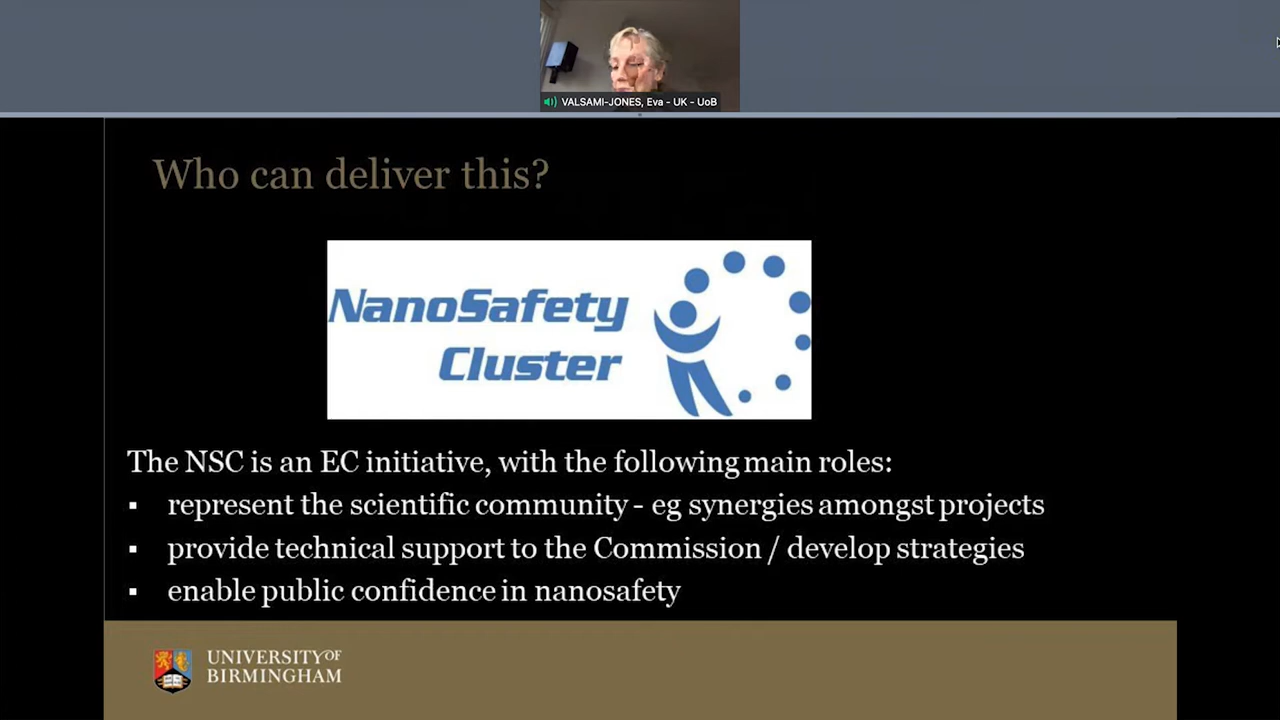 VALSAMI-JONES, Eva - UK - UoB
Who can deliver this?
NanoSafety
Cluster
The NSC is an EC initiative, with the following main roles:
▪ represent the scientific community - eg synergies amongst projects
▪ provide technical support to the Commission / develop strategies
▪ enable public confidence in nanosafety
UNIVERSITY OF
BIRMINGHAM